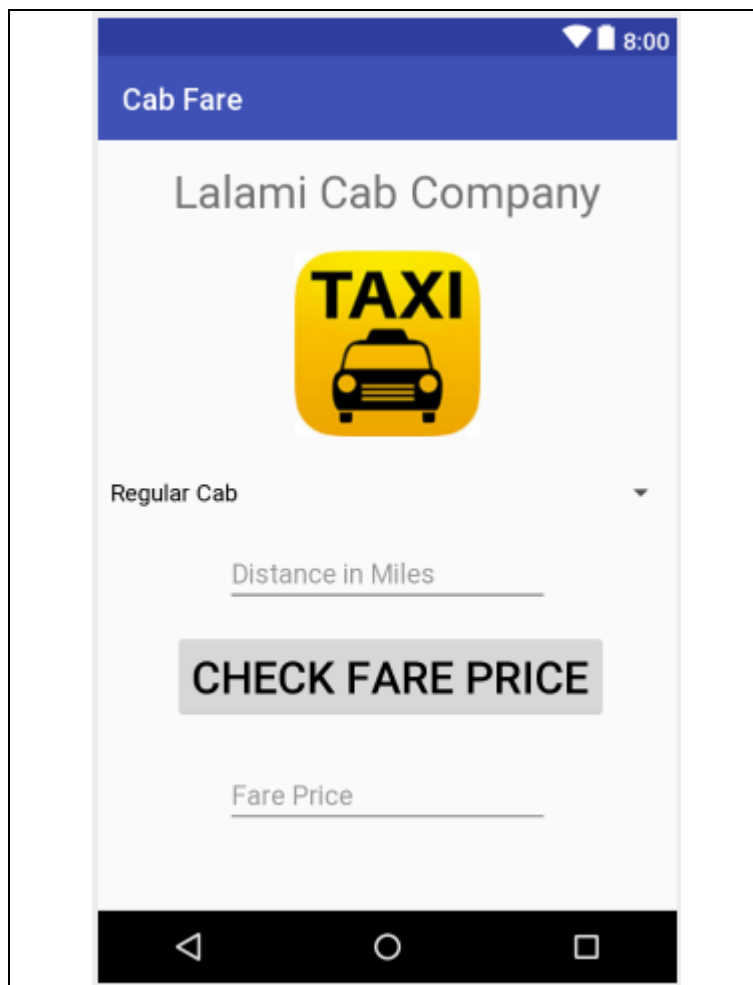 8:00
Cab Fare
Lalami Cab Company
TAXI
Regular Cab
Distance in Miles
CHECK FARE PRICE
Fare Price